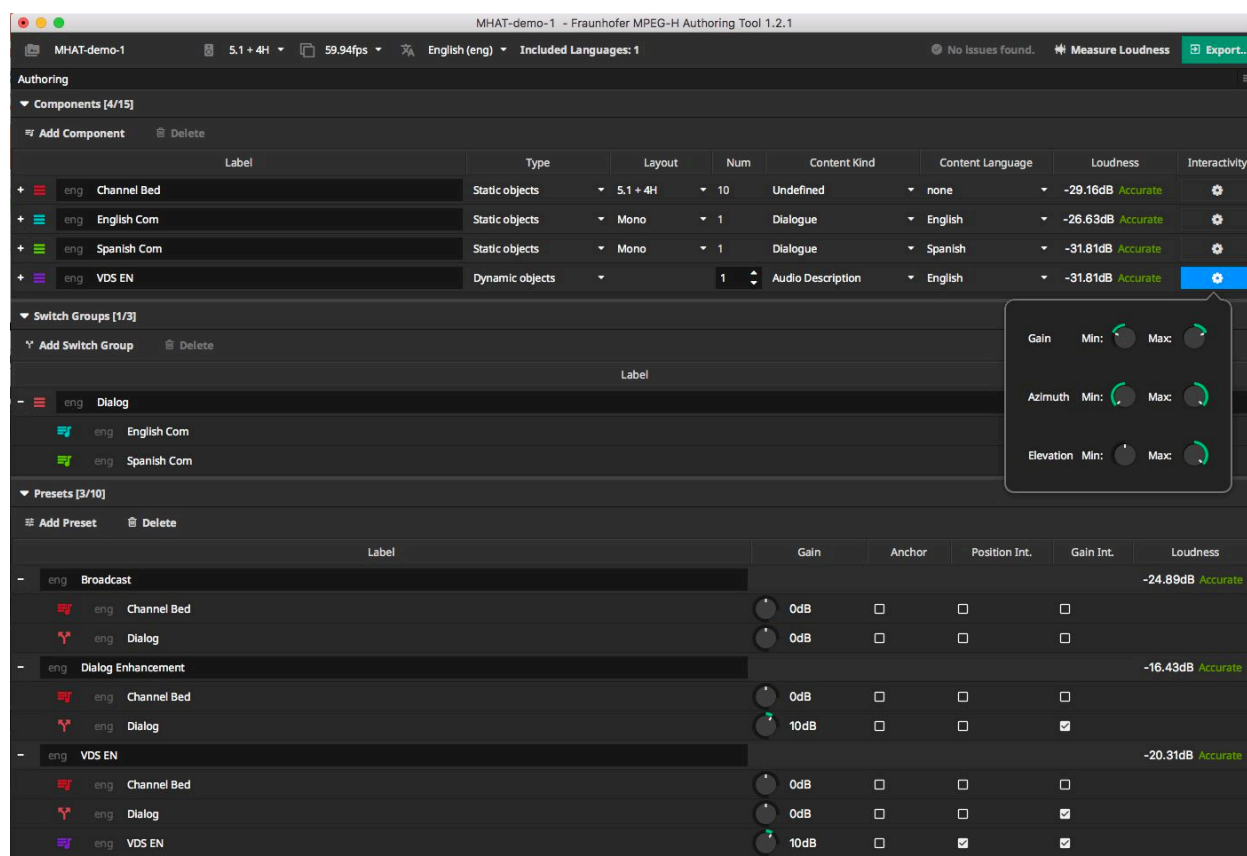 MHAT-demo-1 - Fraunhofer MPEG-H Authoring Tool 1.2.1
MHAT-demo-1 5.1 + 4H 59.94fps English (eng) Included Languages: 1 No issues found. Measure Loudness Export...
Authoring
Components [4/15]
Add Component Delete
Label Type Layout Num Content Kind Content Language Loudness Interactivity
+ eng Channel Bed Static objects 5.1 + 4H 10 Undefined none -29.16dB Accurate
+ eng English Com Static objects Mono 1 Dialogue English -26.63dB Accurate
+ eng Spanish Com Static objects Mono 1 Dialogue Spanish -31.81dB Accurate
+ eng VDS EN Dynamic objects 1 Audio Description English -31.81dB Accurate
Switch Groups [1/3]
Add Switch Group Delete
Label
- eng Dialog
eng English Com
eng Spanish Com
Gain Min: Max:
Azimuth Min: Max:
Elevation Min: Max:
Presets [3/10]
Add Preset Delete
Label Gain Anchor Position Int. Gain Int. Loudness
- eng Broadcast -24.89dB Accurate
eng Channel Bed 0dB
eng Dialog 0dB
- eng Dialog Enhancement -16.43dB Accurate
eng Channel Bed 0dB
eng Dialog 10dB
- eng VDS EN -20.31dB Accurate
eng Channel Bed 0dB
eng Dialog 0dB
eng VDS EN 10dB